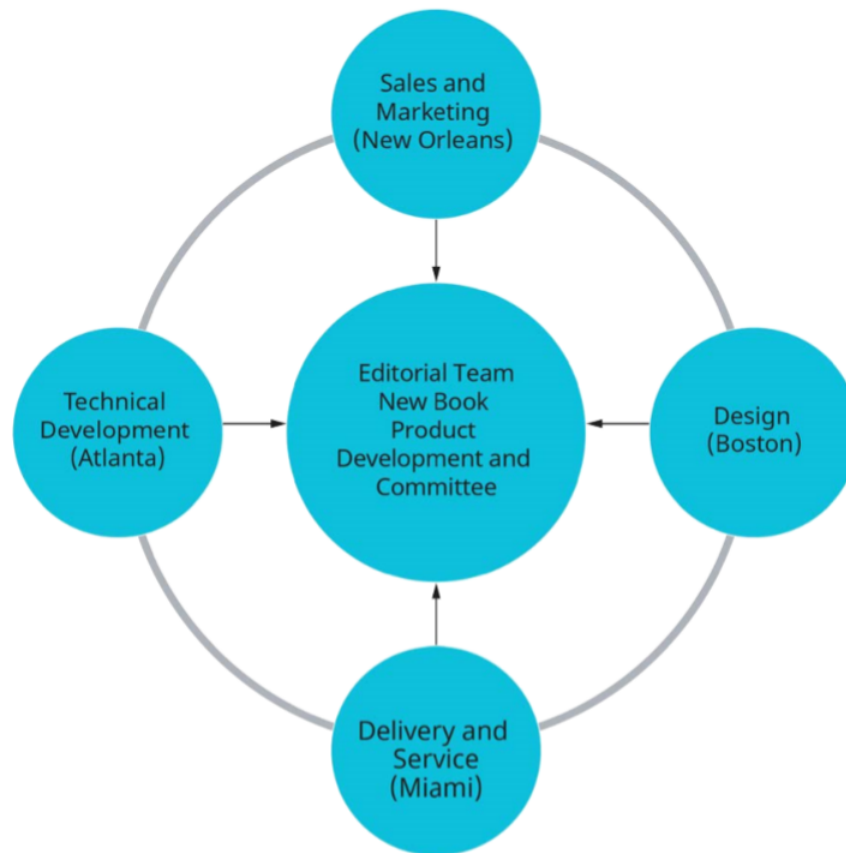 Sales and
Marketing
(New Orleans)
Technical
Development
(Atlanta)
Editorial Team
New Book
Product
Development and
Committee
Design
(Boston)
Delivery and
Service
(Miami)